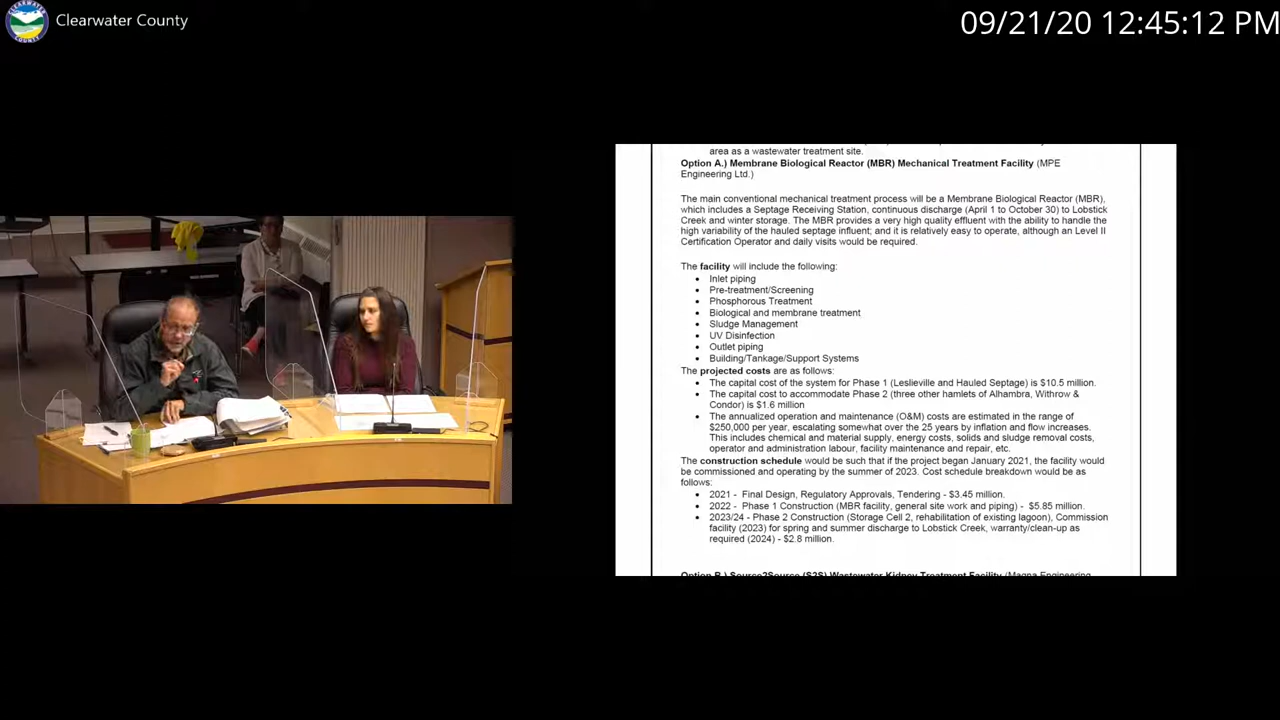 Clearwater County
09/21/20 12:45:12 PM
area as a wastewater treatment site.
Option A.) Membrane Biological Reactor (MBR) Mechanical Treatment Facility (MPE
Engineering Ltd.)
The main conventional mechanical treatment process will be a Membrane Biological Reactor (MBR),
which includes a Septage Receiving Station, continuous discharge (April 1 to October 30) to Lobstick
Creek and winter storage. The MBR provides a very high quality effluent with the ability to handle the
high variability of the hauled septage influent; and it is relatively easy to operate, although an Level II
Certification Operator and daily visits would be required.
The facility will include the following:
• Inlet piping
• Pre-treatment/Screening
• Phosphorous Treatment
• Biological and membrane treatment
• Sludge Management
• UV Disinfection
• Outlet piping
• Building/Tankage/Support Systems
The projected costs are as follows:
• The capital cost of the system for Phase 1 (Leslieville and Hauled Septage) is $10.5 million.
• The capital cost to accommodate Phase 2 (three other hamlets of Alhambra, Withrow &
Condor) is $1.6 million
• The annualized operation and maintenance (O&M) costs are estimated in the range of
$250,000 per year, escalating somewhat over the 25 years by inflation and flow increases.
This includes chemical and material supply, energy costs, solids and sludge removal costs,
operator and administration labour, facility maintenance and repair, etc.
The construction schedule would be such that if the project began January 2021, the facility would
be commissioned and operating by the summer of 2023. Cost schedule breakdown would be as
follows:
• 2021 - Final Design, Regulatory Approvals, Tendering - $3.45 million.
• 2022 - Phase 1 Construction (MBR facility, general site work and piping) - $5.85 million.
• 2023/24 - Phase 2 Construction (Storage Cell 2, rehabilitation of existing lagoon), Commission
facility (2023) for spring and summer discharge to Lobstick Creek, warranty/clean-up as
required (2024) - $2.8 million.
Option B.) Source2Source (S2S) Wastewater Kidney Treatment Facility (Magna Engineering